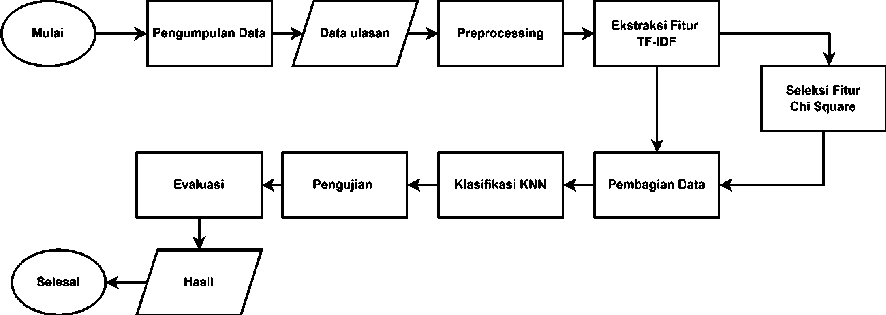 Mulai
Pengumpulan Data
Data ulasan
Preprocessing
Ekstraksi Fitur
TF-IDF
Seleksi Fitur
Chi Square
Evaluasi
Pengujian
Klasifikasi KNN
Pembagian Data
Selesai
Hasil